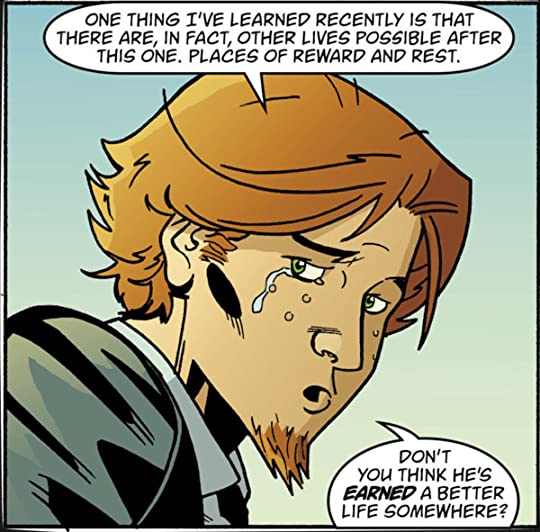 ONE THING I'VE LEARNED RECENTLY IS THAT
THERE ARE, IN FACT, OTHER LIVES POSSIBLE AFTER
THIS ONE. PLACES OF REWARD AND REST.
DON'T
YOU THINK HE'S
EARNED A BETTER
LIFE SOMEWHERE?